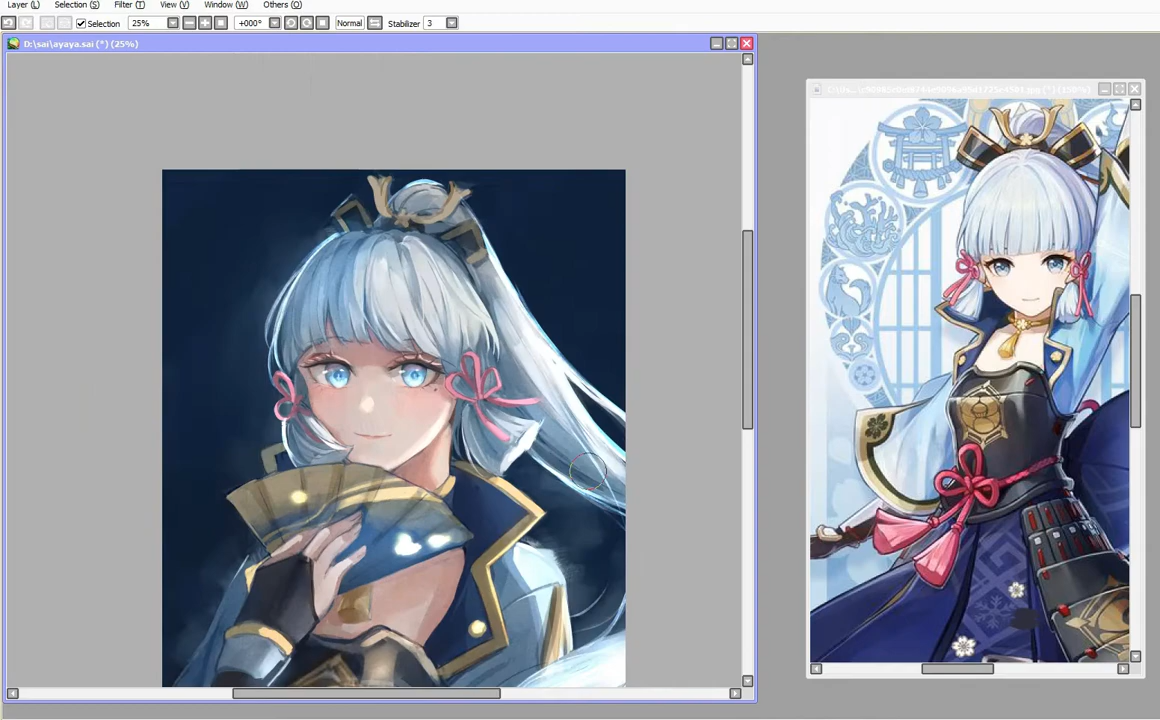 Layer (L) Selection (S) Filter (T) View (V) Window (W) Others (O)
Selection 25% +000° Normal Stabilizer 3
D:\sai\ayaya.sai (*) (25%)